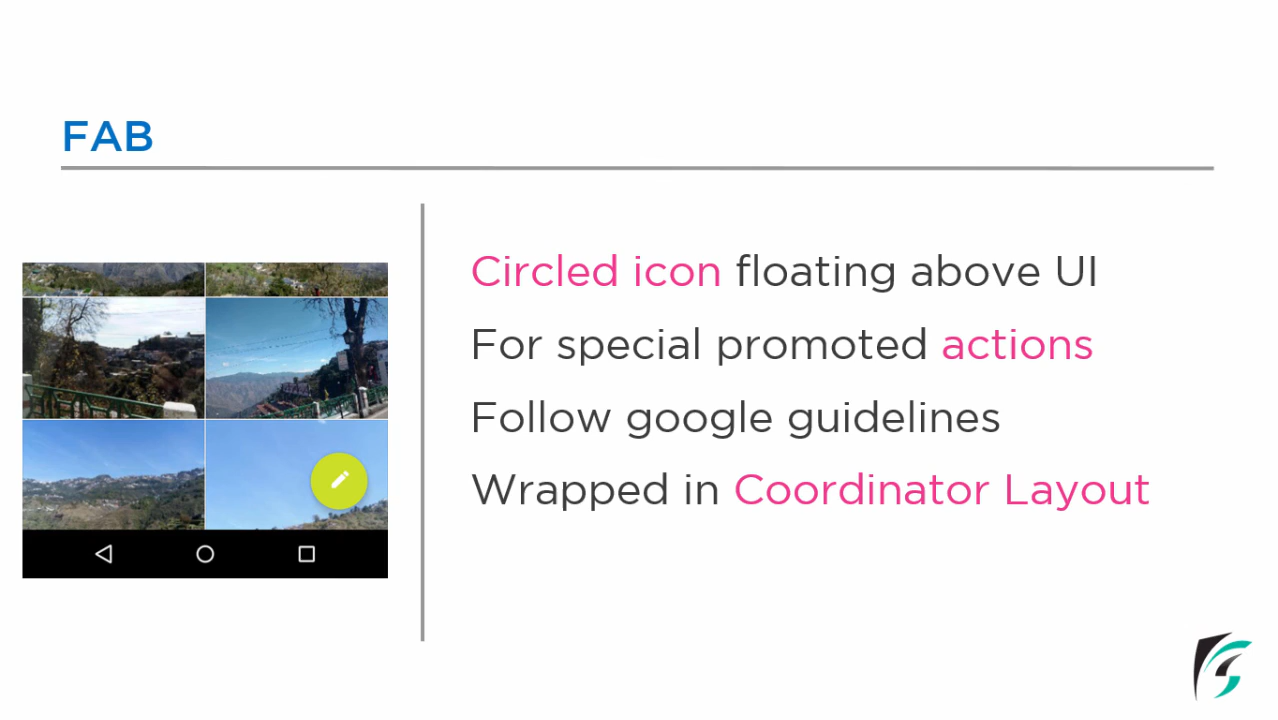 FAB
Circled icon floating above UI
For special promoted actions
Follow google guidelines
Wrapped in Coordinator Layout